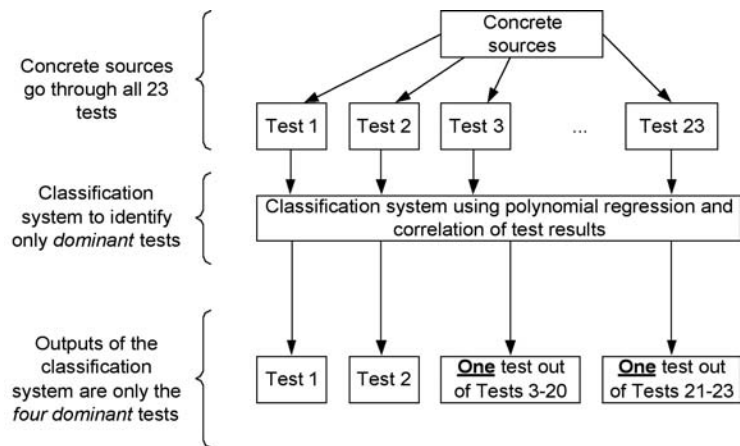 Concrete sources
go through all 23
tests
Concrete
sources
Test 1
Test 2
Test 3
...
Test 23
Classification
system to identify
only dominant tests
Classification system using polynomial regression and
correlation of test results
Outputs of the
classification
system are only the
four dominant tests
Test 1
Test 2
One test out
of Tests 3-20
One test out
of Tests 21-23